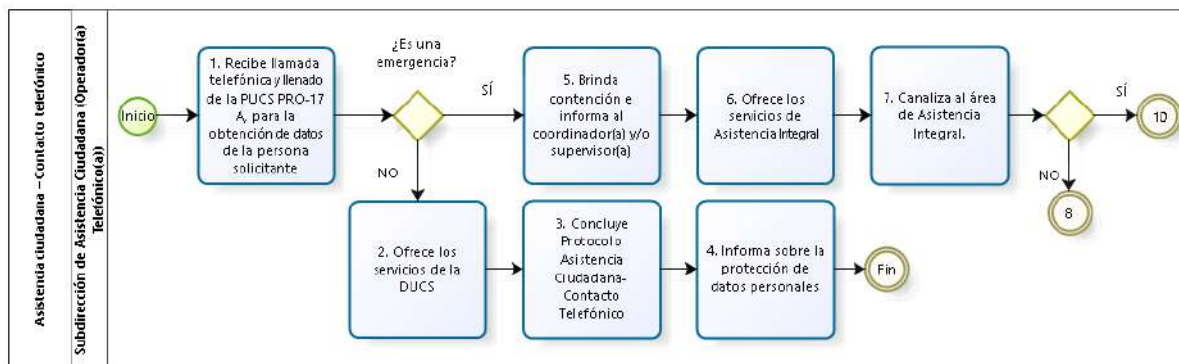 Asistencia ciudadana – Contacto telefónico
Subdirección de Asistencia Ciudadana (Operador(a)
Telefónico(a))
Inicio
1. Recibe llamada
telefónica y llenado
de la PUCS PRO-17
A, para la
obtención de datos
de la persona
solicitante
¿Es una
emergencia?
SÍ
5. Brinda
contención e
informa al
coordinador(a) y/o
supervisor(a)
6. Ofrece los
servicios de
Asistencia Integral
7. Canaliza al área
de Asistencia
Integral.
SÍ
10
NO
8
NO
2. Ofrece los
servicios de la
DUCS
3. Concluye
Protocolo
Asistencia
Ciudadana-
Contacto
Telefónico
4. Informa sobre la
protección de
datos personales
Fin